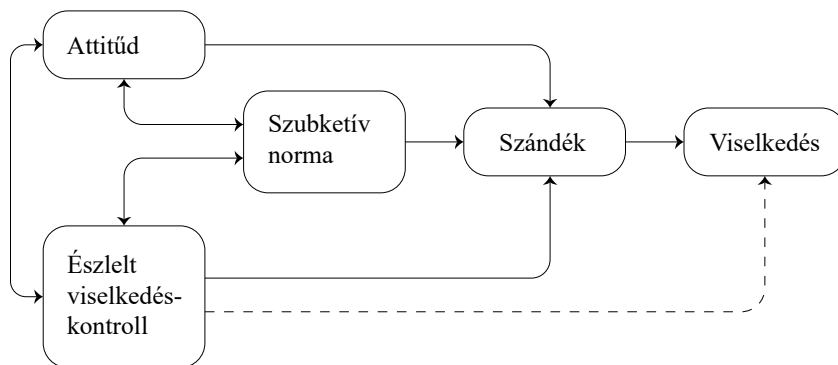 Attitűd
Szubketív
norma
Szándék
Viselkedés
Észlelt
viselkedés-
kontroll